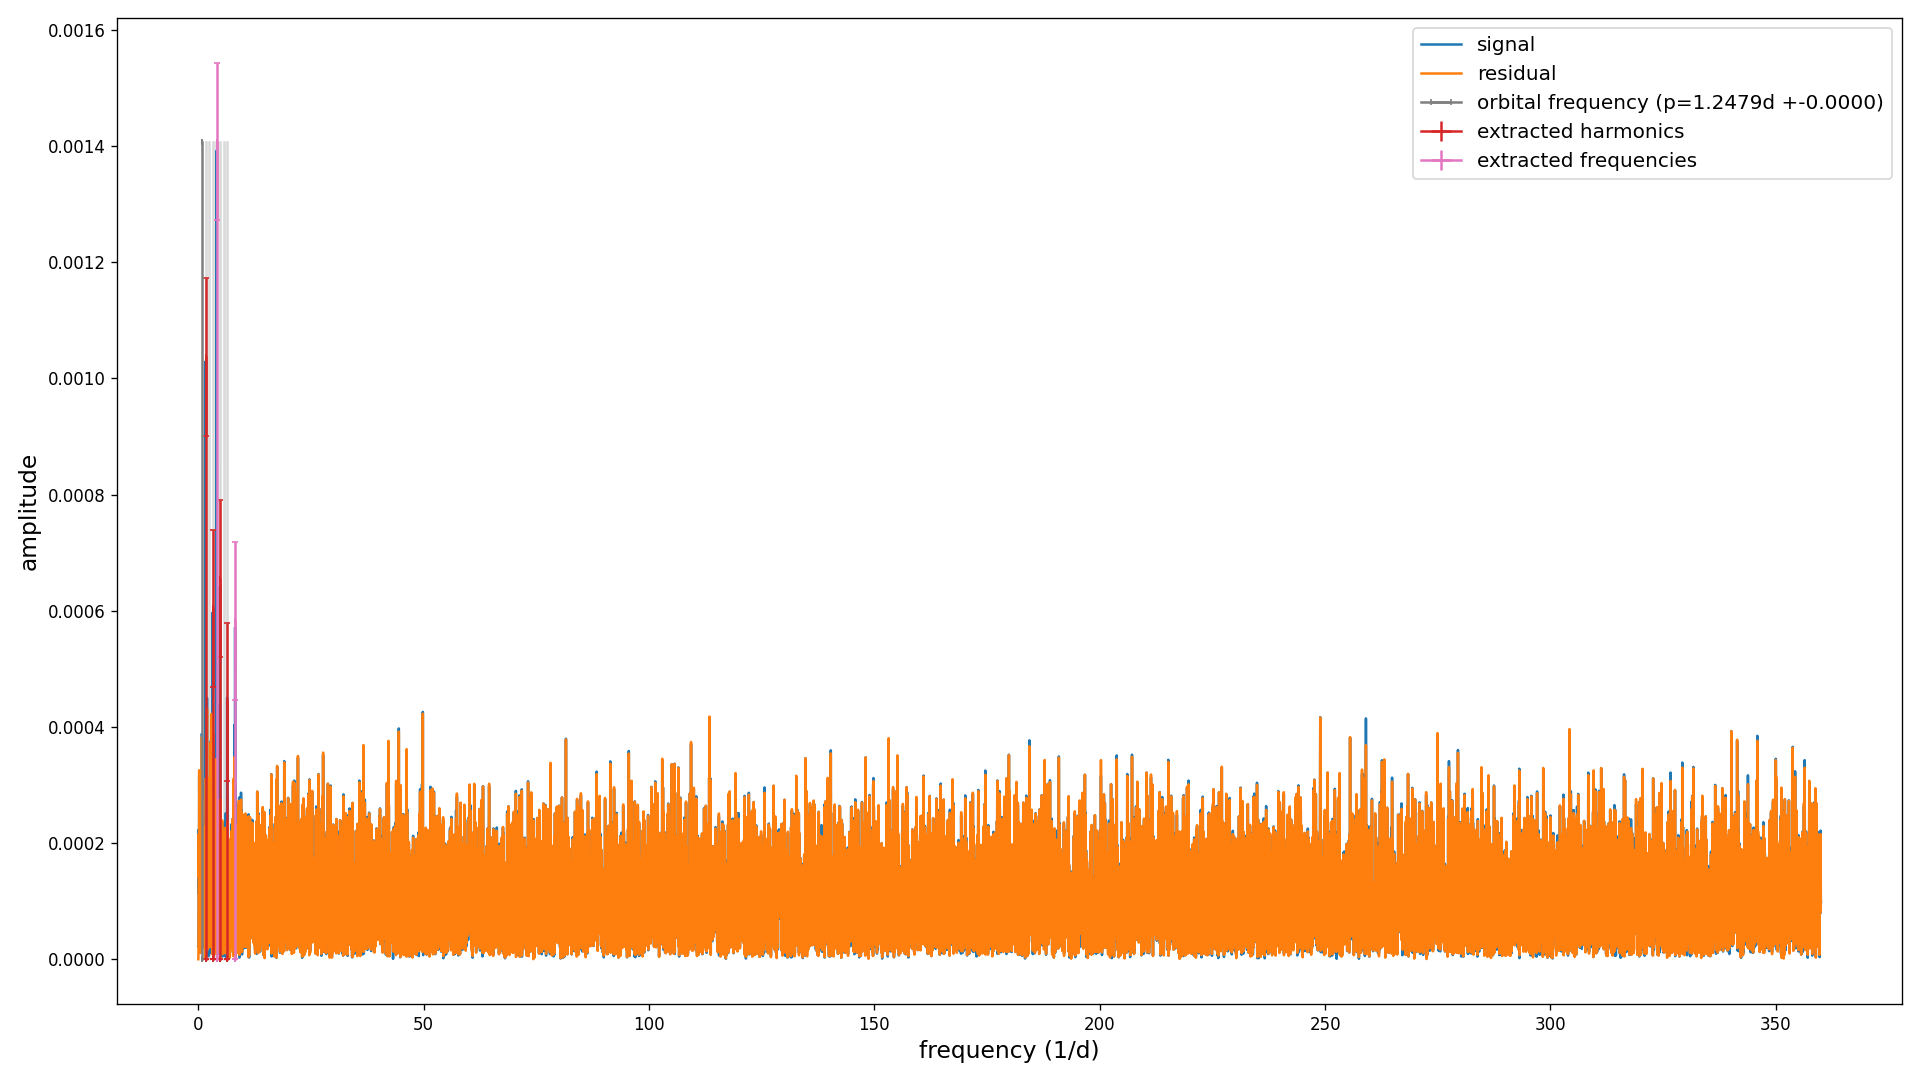 0.0016
0.0014
0.0012
0.0010
0.0008
0.0006
0.0004
0.0002
0.0000
amplitude
0
50
100
150
200
250
300
350
frequency (1/d)
signal
residual
orbital frequency (p=1.2479d +-0.0000)
extracted harmonics
extracted frequencies